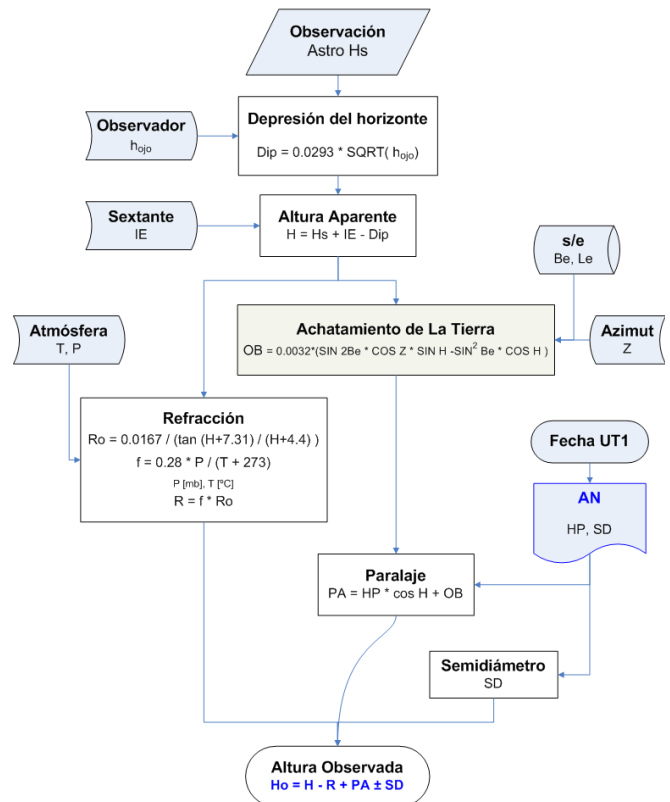 Observación
Astro Hs
Depresión del horizonte
Dip = 0.0293 * SQRT( hojo)
Observador
hojo
Sextante
IE
Altura Aparente
H = Hs + IE - Dip
s/e
Be, Le
Atmósfera
T, P
Achatamiento de La Tierra
OB = 0.0032*(SIN 2Be * COS Z * SIN H -SIN² Be * COS H )
Azimut
Z
Refracción
Ro = 0.0167 / (tan (H+7.31) / (H+4.4) )
f = 0.28 * P / (T + 273)
P [mb], T [ºC]
R = f * Ro
Fecha UT1
AN
HP, SD
Paralaje
PA = HP * cos H + OB
Semidiámetro
SD
Altura Observada
Ho = H - R + PA ± SD